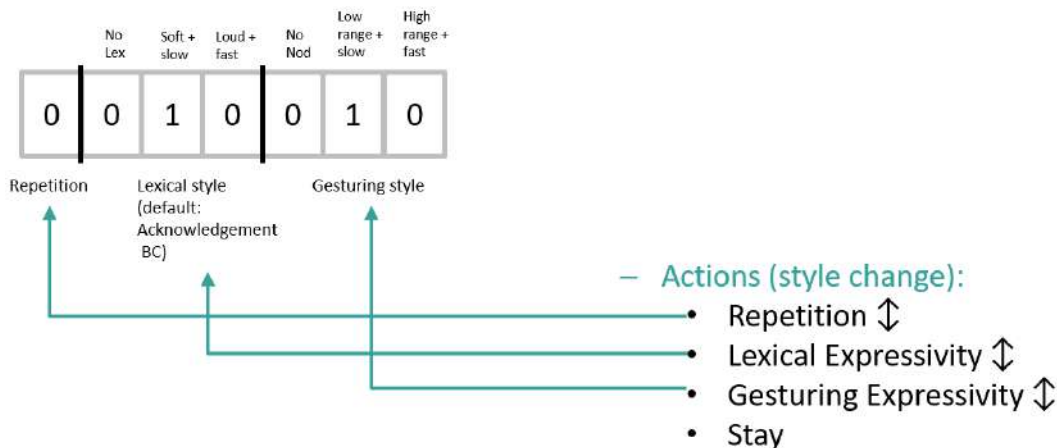 No
Lex
Soft +
slow
Loud +
fast
No
Nod
Low
range +
slow
High
range +
fast
0 0 1 0 0 1 0
Repetition
Lexical style
(default:
Acknowledgement
BC)
Gesturing style
– Actions (style change):
• Repetition ↕
• Lexical Expressivity ↕
• Gesturing Expressivity ↕
• Stay